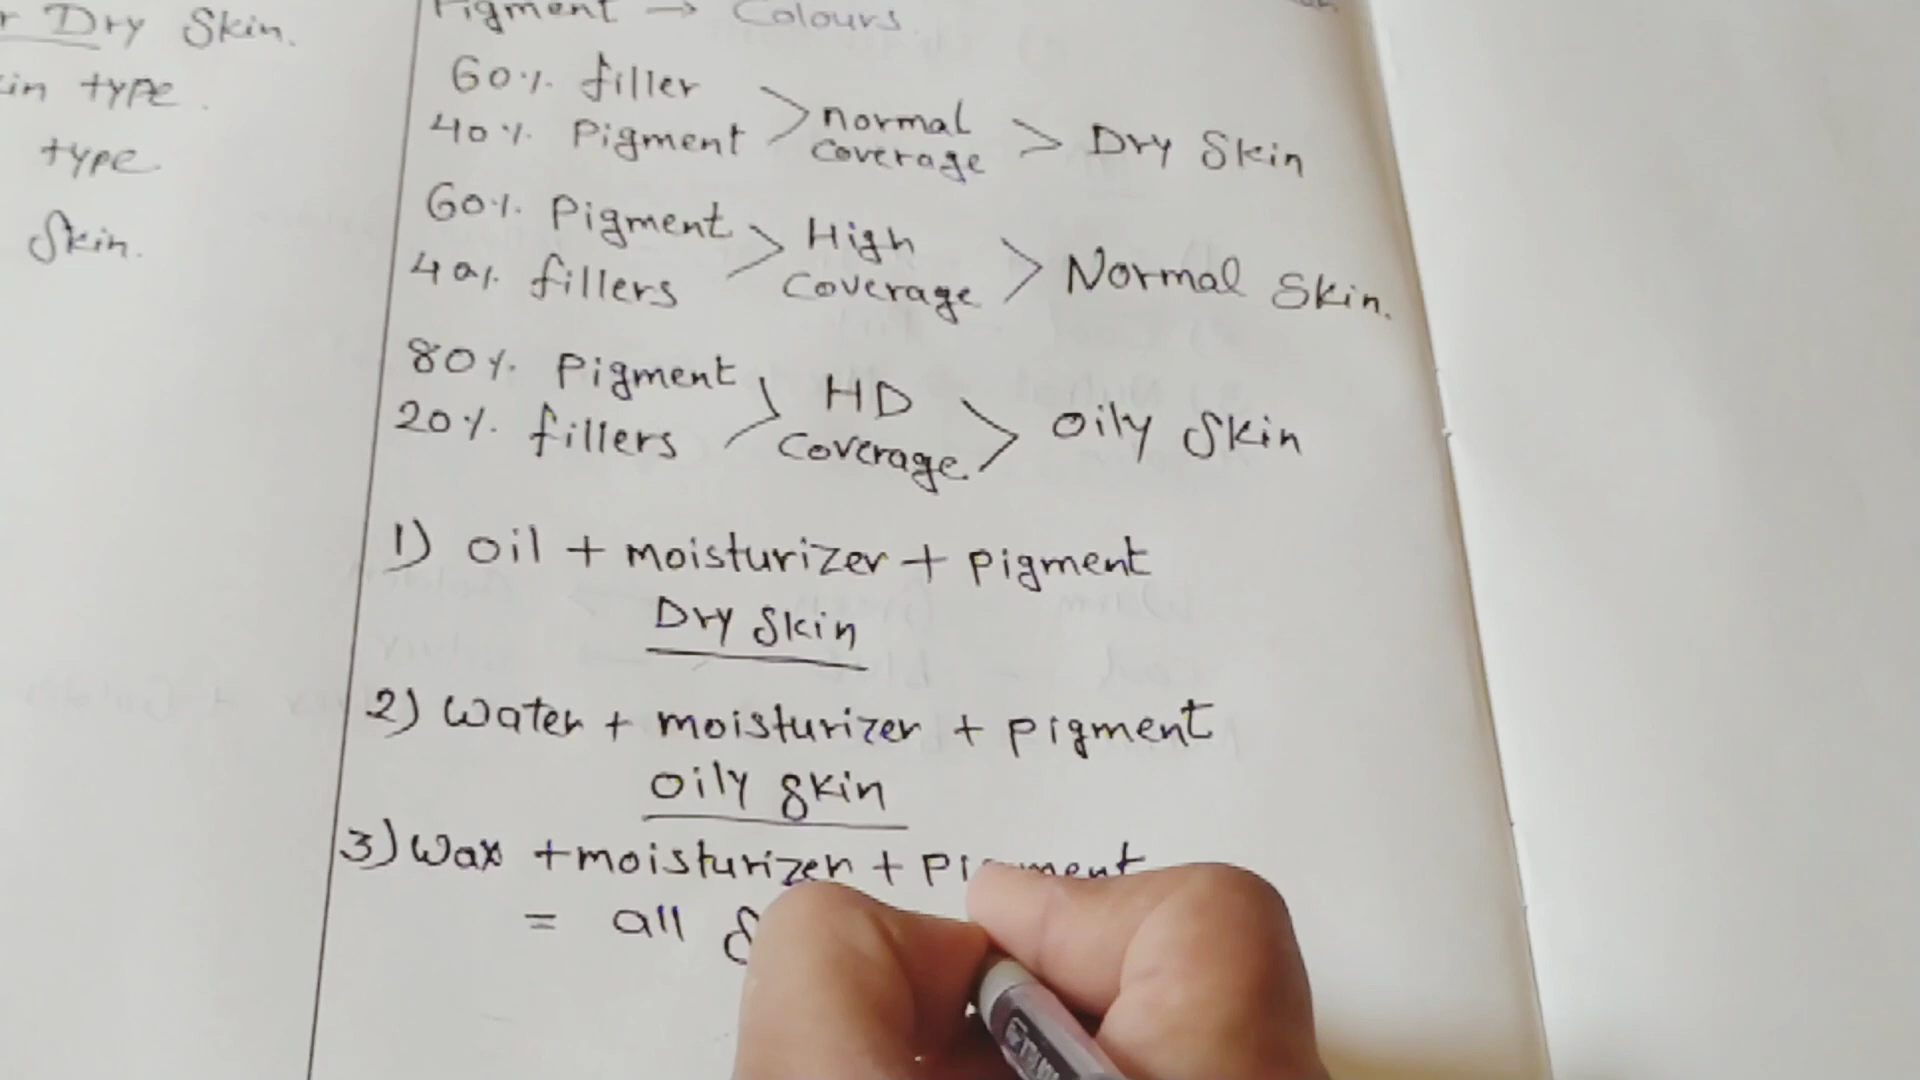 Dry Skin.
type.
type
Skin.
Pigment → Colours.
60% filler
40% Pigment > normal coverage > Dry Skin
60% Pigment
40% fillers > High Coverage > Normal Skin.
80% Pigment
20% fillers > HD Coverage > Oily Skin
1) Oil + moisturizer + pigment
Dry Skin
2) Water + moisturizer + pigment
Oily Skin
3) Wax + moisturizer +
= all